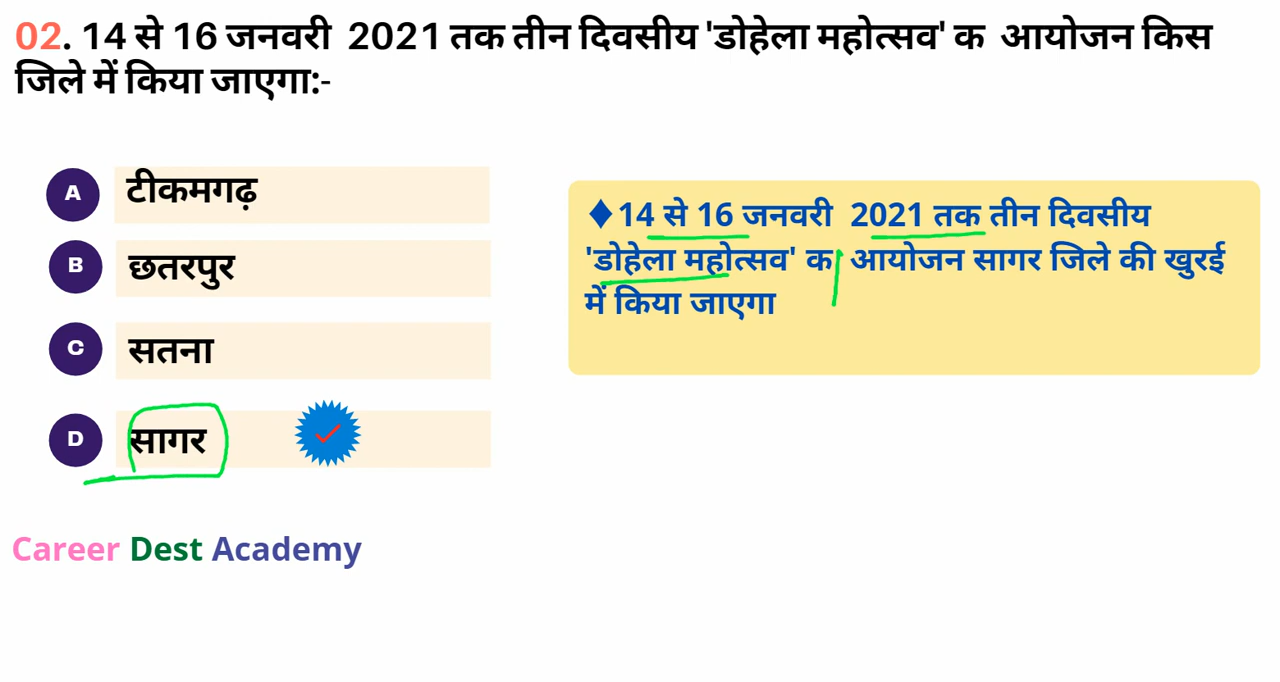 02. 14 से 16 जनवरी 2021 तक तीन दिवसीय 'डोहेला महोत्सव' क आयोजन किस
जिले में किया जाएगा:-
A टीकमगढ़
B छतरपुर
C सतना
D सागर
♦14 से 16 जनवरी 2021 तक तीन दिवसीय
'डोहेला महोत्सव' क आयोजन सागर जिले की खुरई
में किया जाएगा
Career Dest Academy